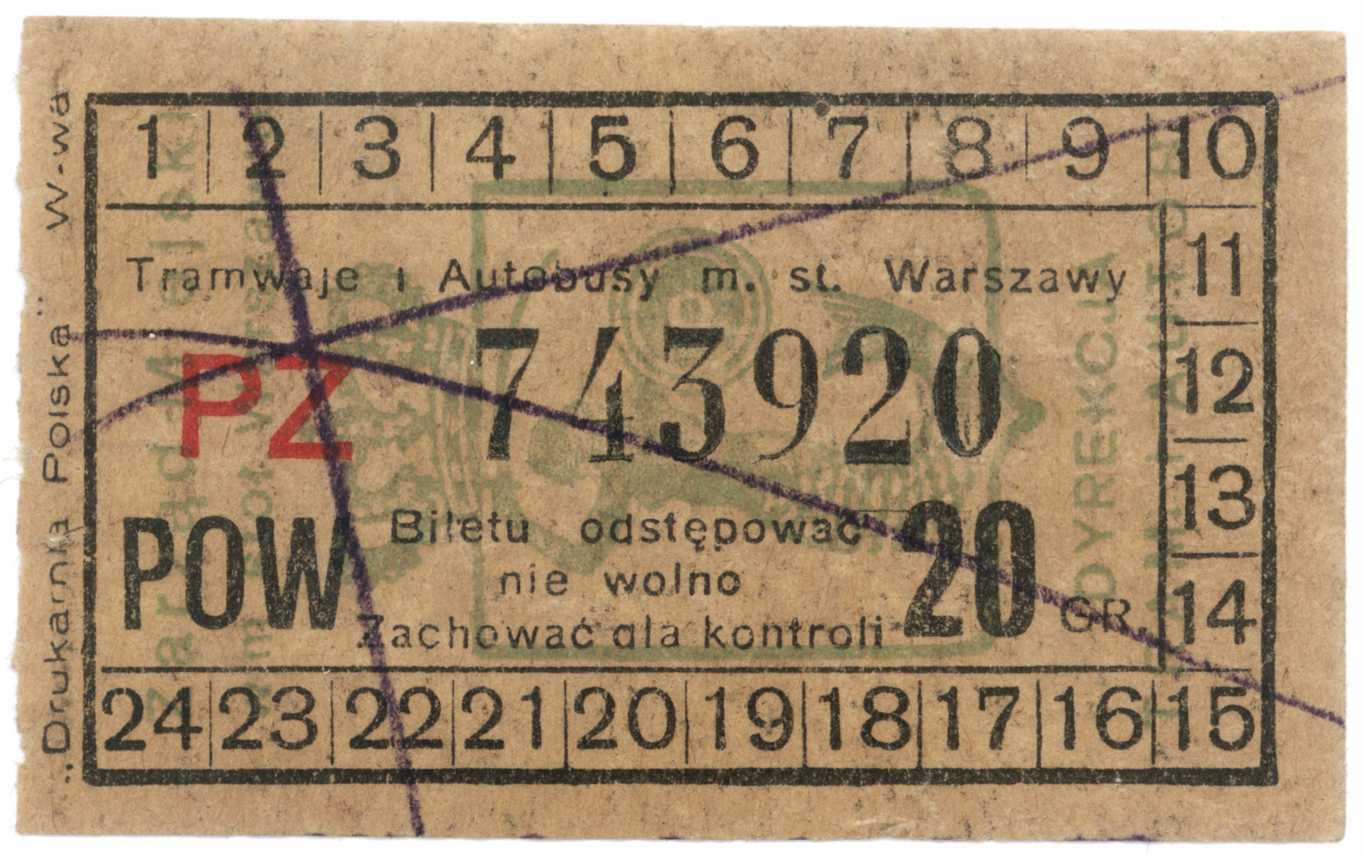 1 2 3 4 5 6 7 8 9 10
Tramwaje i Autobusy m. st. Warszawy
11
PZ 743920
12
13
POW
Biletu odstępować
nie wolno
Zachować dla kontroli
20 GR.
14
24 23 22 21 20 19 18 17 16 15
„Drukarnia Polska" W-wa
DYREKCJA